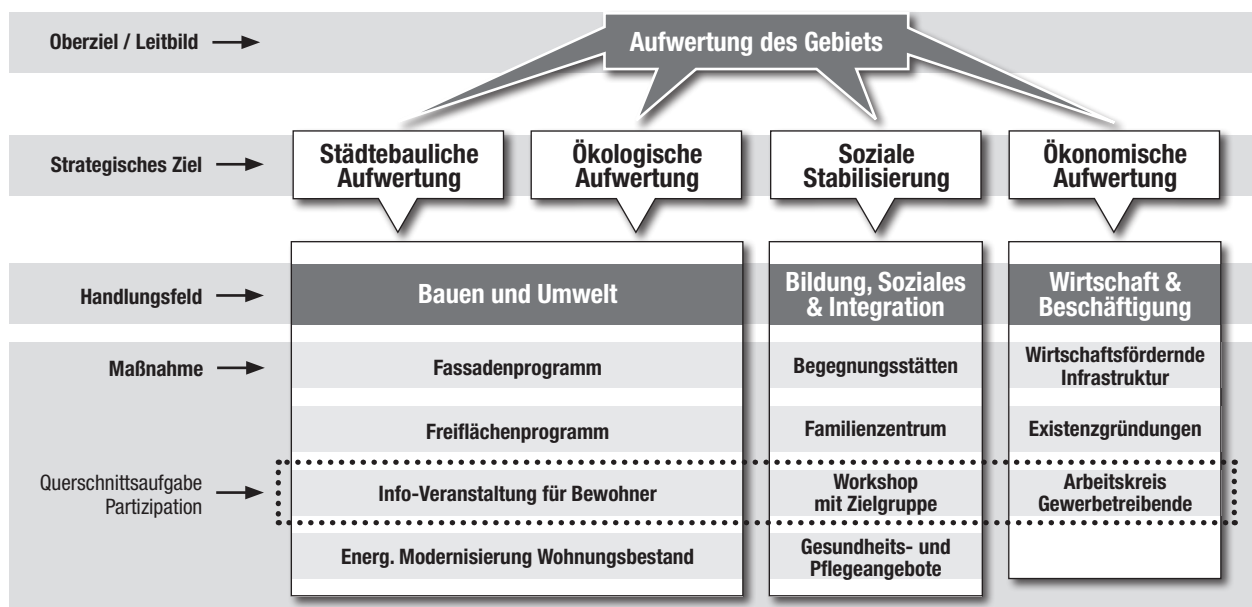 Oberziel / Leitbild
Aufwertung des Gebiets
Strategisches Ziel
Städtebauliche
Aufwertung
Ökologische
Aufwertung
Soziale
Stabilisierung
Ökonomische
Aufwertung
Handlungsfeld
Bauen und Umwelt
Bildung, Soziales
& Integration
Wirtschaft &
Beschäftigung
Maßnahme
Fassadenprogramm
Begegnungsstätten
Wirtschaftsfördernde
Infrastruktur
Freiflächenprogramm
Familienzentrum
Existenzgründungen
Querschnittsaufgabe
Partizipation
Info-Veranstaltung für Bewohner
Workshop
mit Zielgruppe
Arbeitskreis
Gewerbetreibende
Energ. Modernisierung Wohnungsbestand
Gesundheits- und
Pflegeangebote